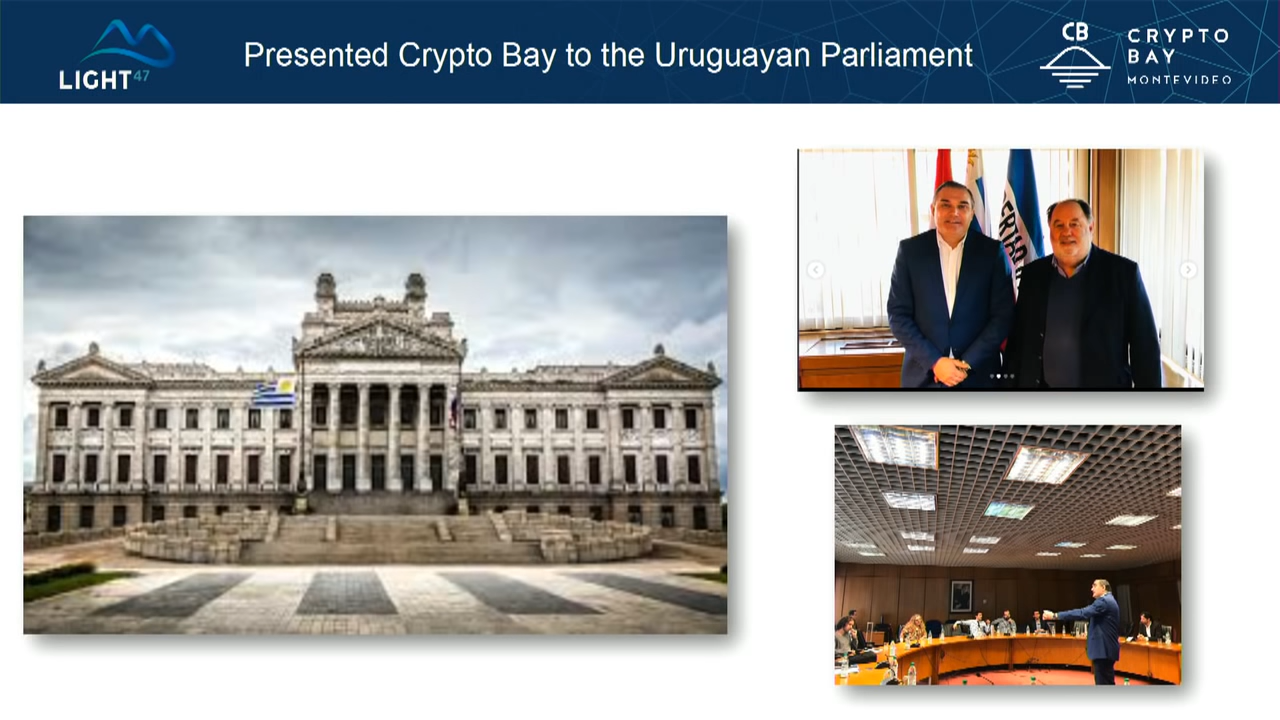 LIGHT47
Presented Crypto Bay to the Uruguayan Parliament
CB
CRYPTO
BAY
MONTEVIDEO